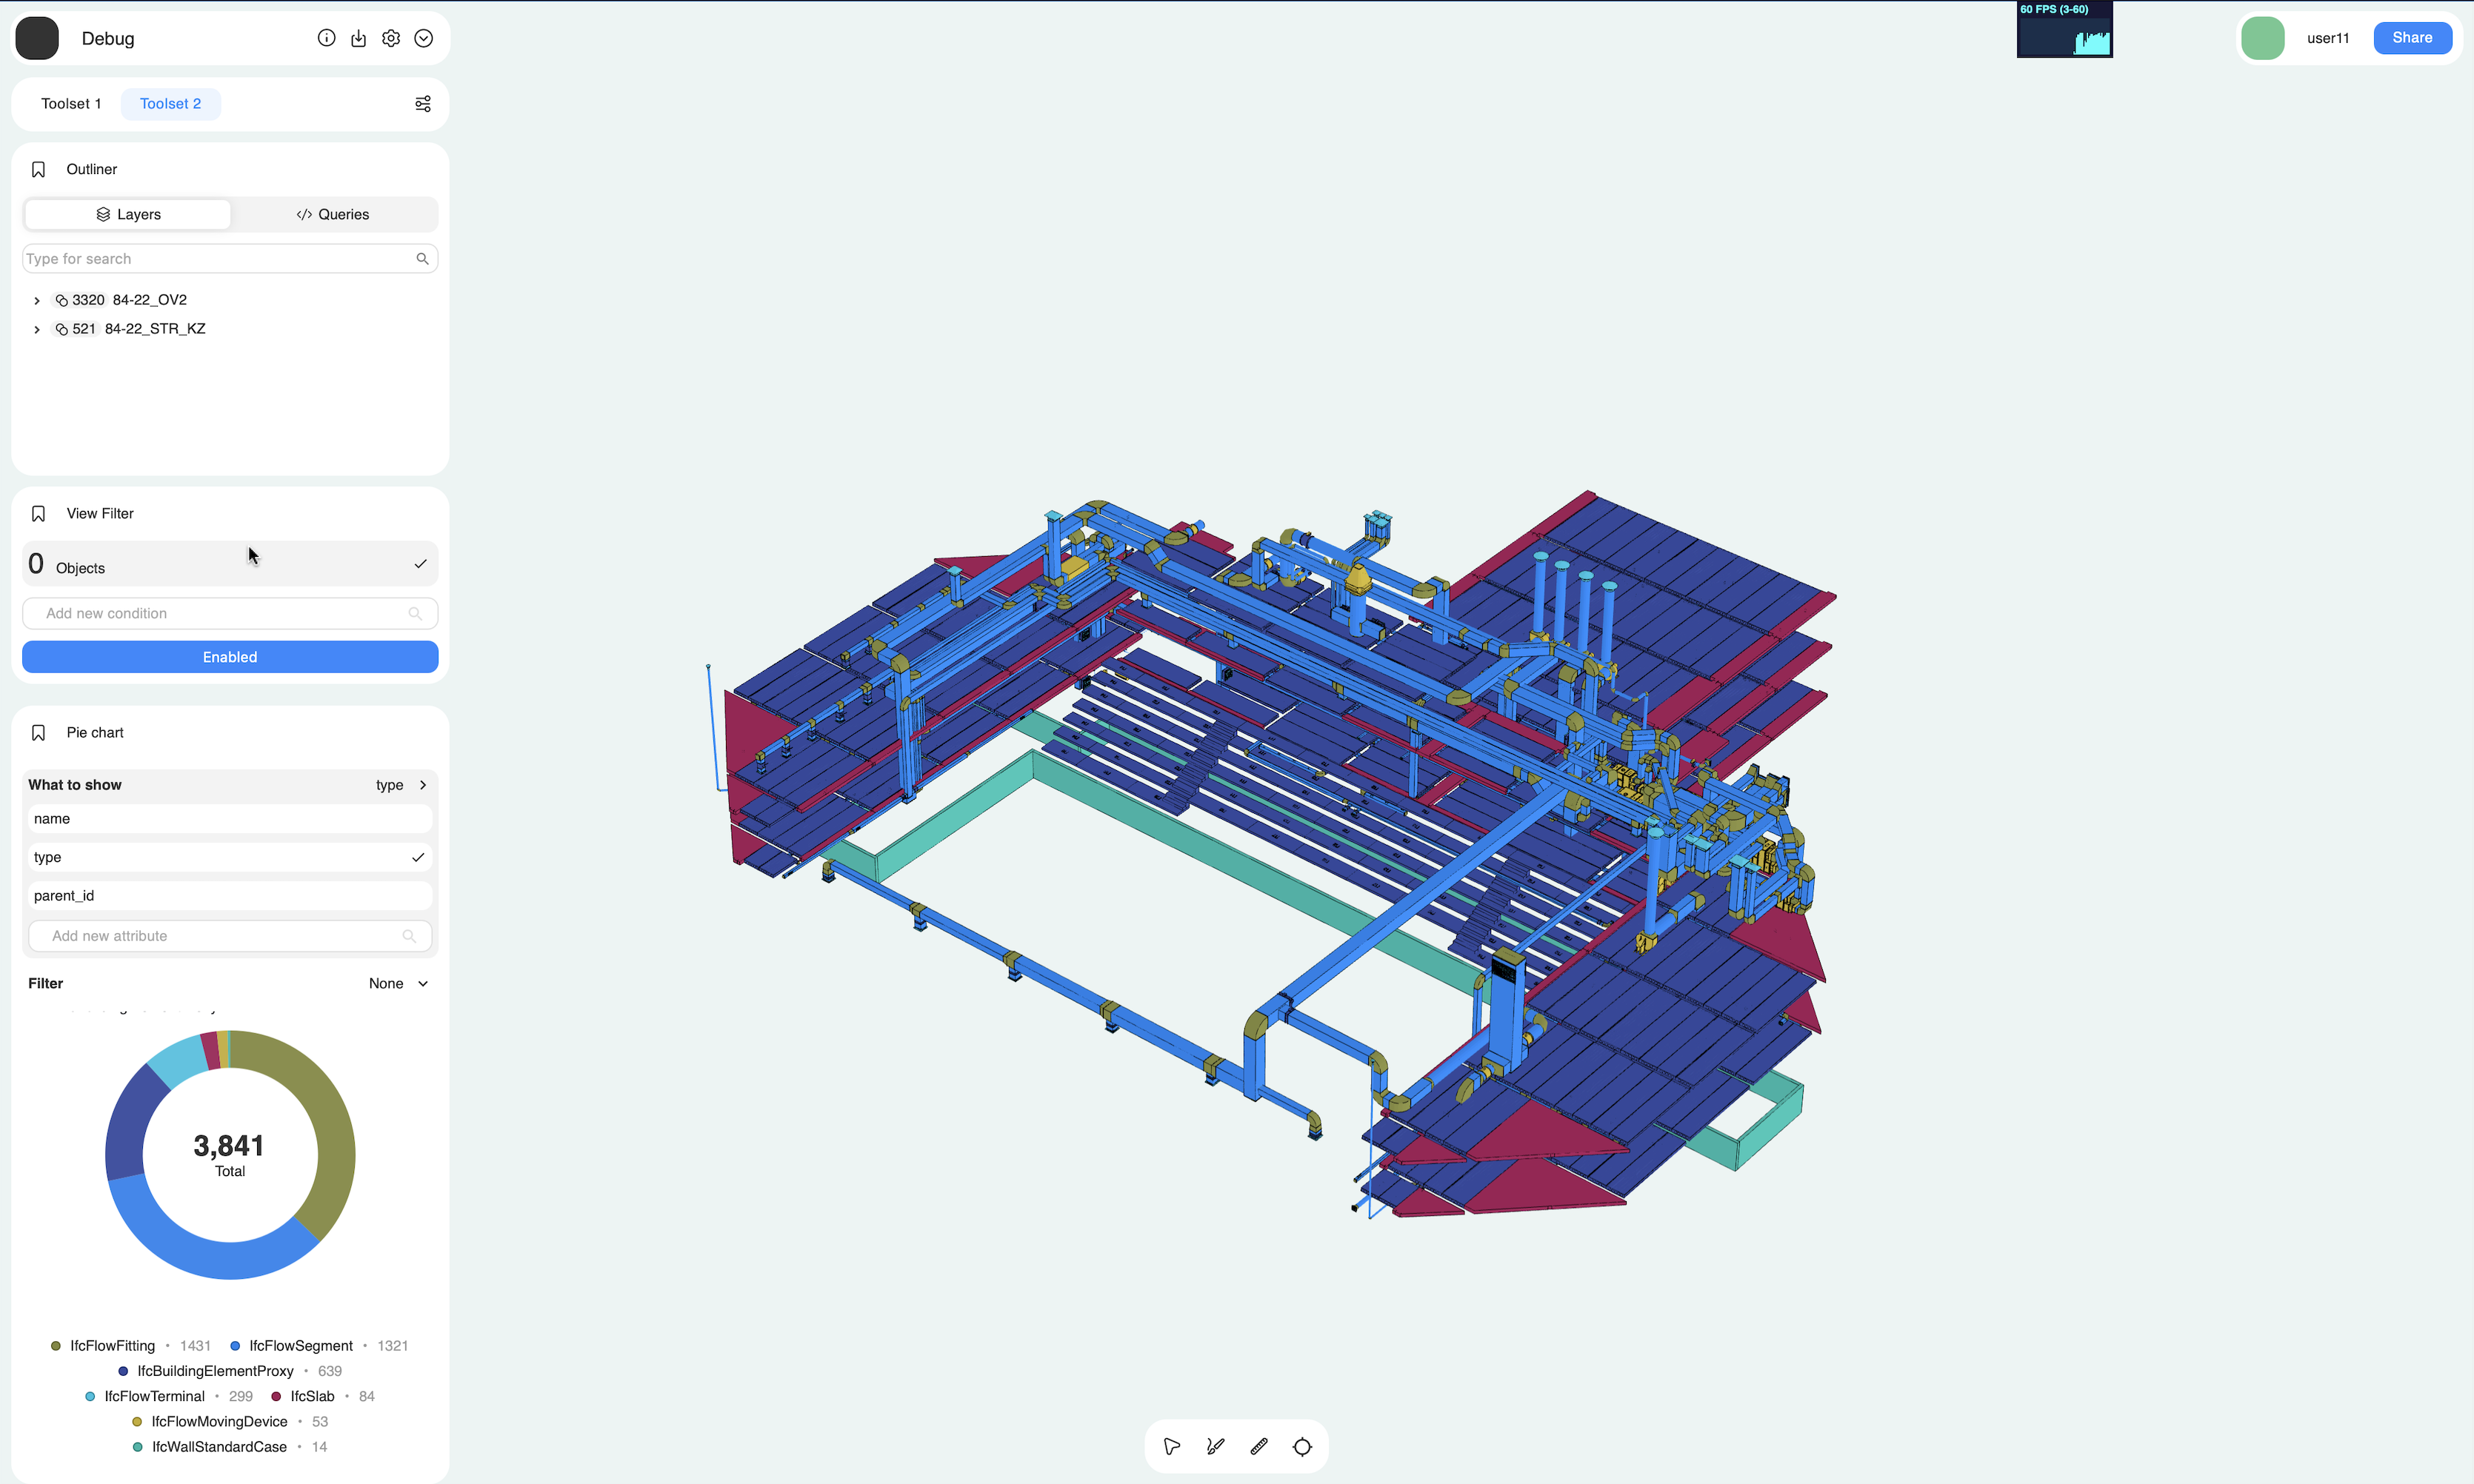 Debug
60 FPS (3-60)
user11
Share
Toolset 1
Toolset 2
Outliner
Layers
Queries
Type for search
3320 84-22_OV2
521 84-22_STR_KZ
View Filter
0 Objects
Add new condition
Enabled
Pie chart
What to show type
name
type
parent_id
Add new attribute
Filter None
3,841
Total
IfcFlowFitting • 1431 IfcFlowSegment • 1321
IfcBuildingElementProxy • 639
IfcFlowTerminal • 299 IfcSlab • 84
IfcFlowMovingDevice • 53
IfcWallStandardCase • 14